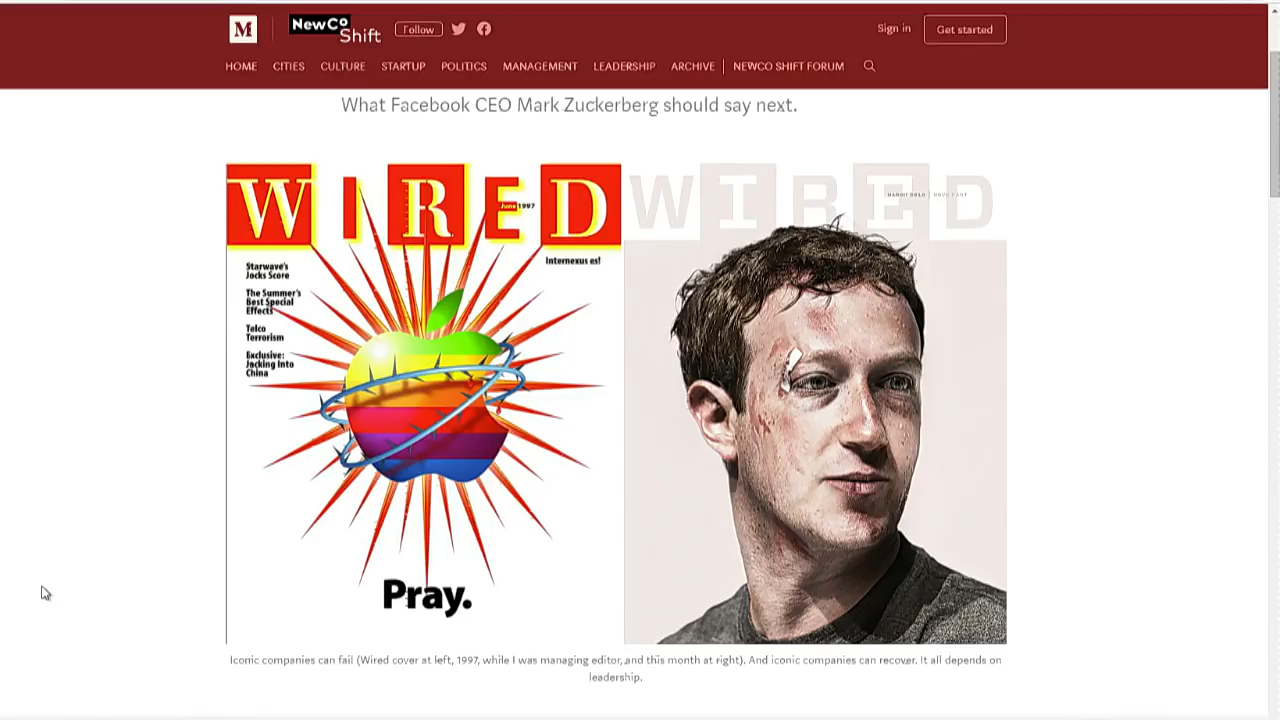 M
NewCo
Shift
Follow
Sign in
Get started
HOME
CITIES
CULTURE
STARTUP
POLITICS
MANAGEMENT
LEADERSHIP
ARCHIVE
NEWCO SHIFT FORUM
What Facebook CEO Mark Zuckerberg should say next.
WIRED
June 1997
Internexus es!
Starwave's
Jocks Score
The Summer's
Best Special
Effects
Telco
Terrorism
Exclusive:
Jacking Into
China
Pray.
WIRED
Iconic companies can fail (Wired cover at left, 1997, while I was managing editor, and this month at right). And iconic companies can recover. It all depends on
leadership.